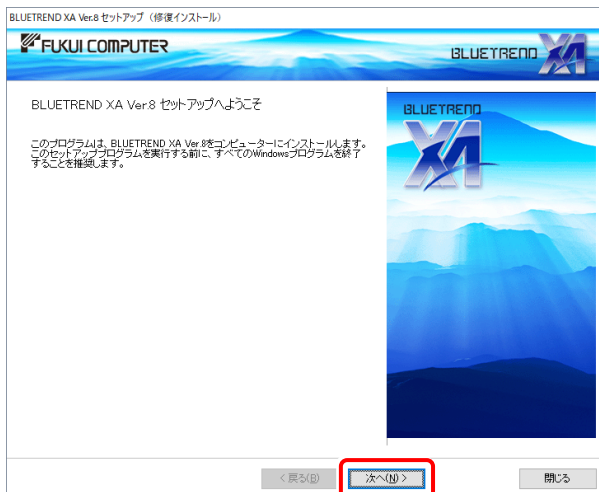 BLUETREND XA Ver.8 セットアップ（修復インストール）
FUKUI COMPUTER
BLUETREND XA
BLUETREND XA Ver.8 セットアップへようこそ
このプログラムは、BLUETREND XA Ver.8をコンピューターにインストールします。
このセットアッププログラムを実行する前に、すべてのWindowsプログラムを終了
することを推奨します。
BLUETREND
XA
< 戻る(B)
次へ(N) >
閉じる